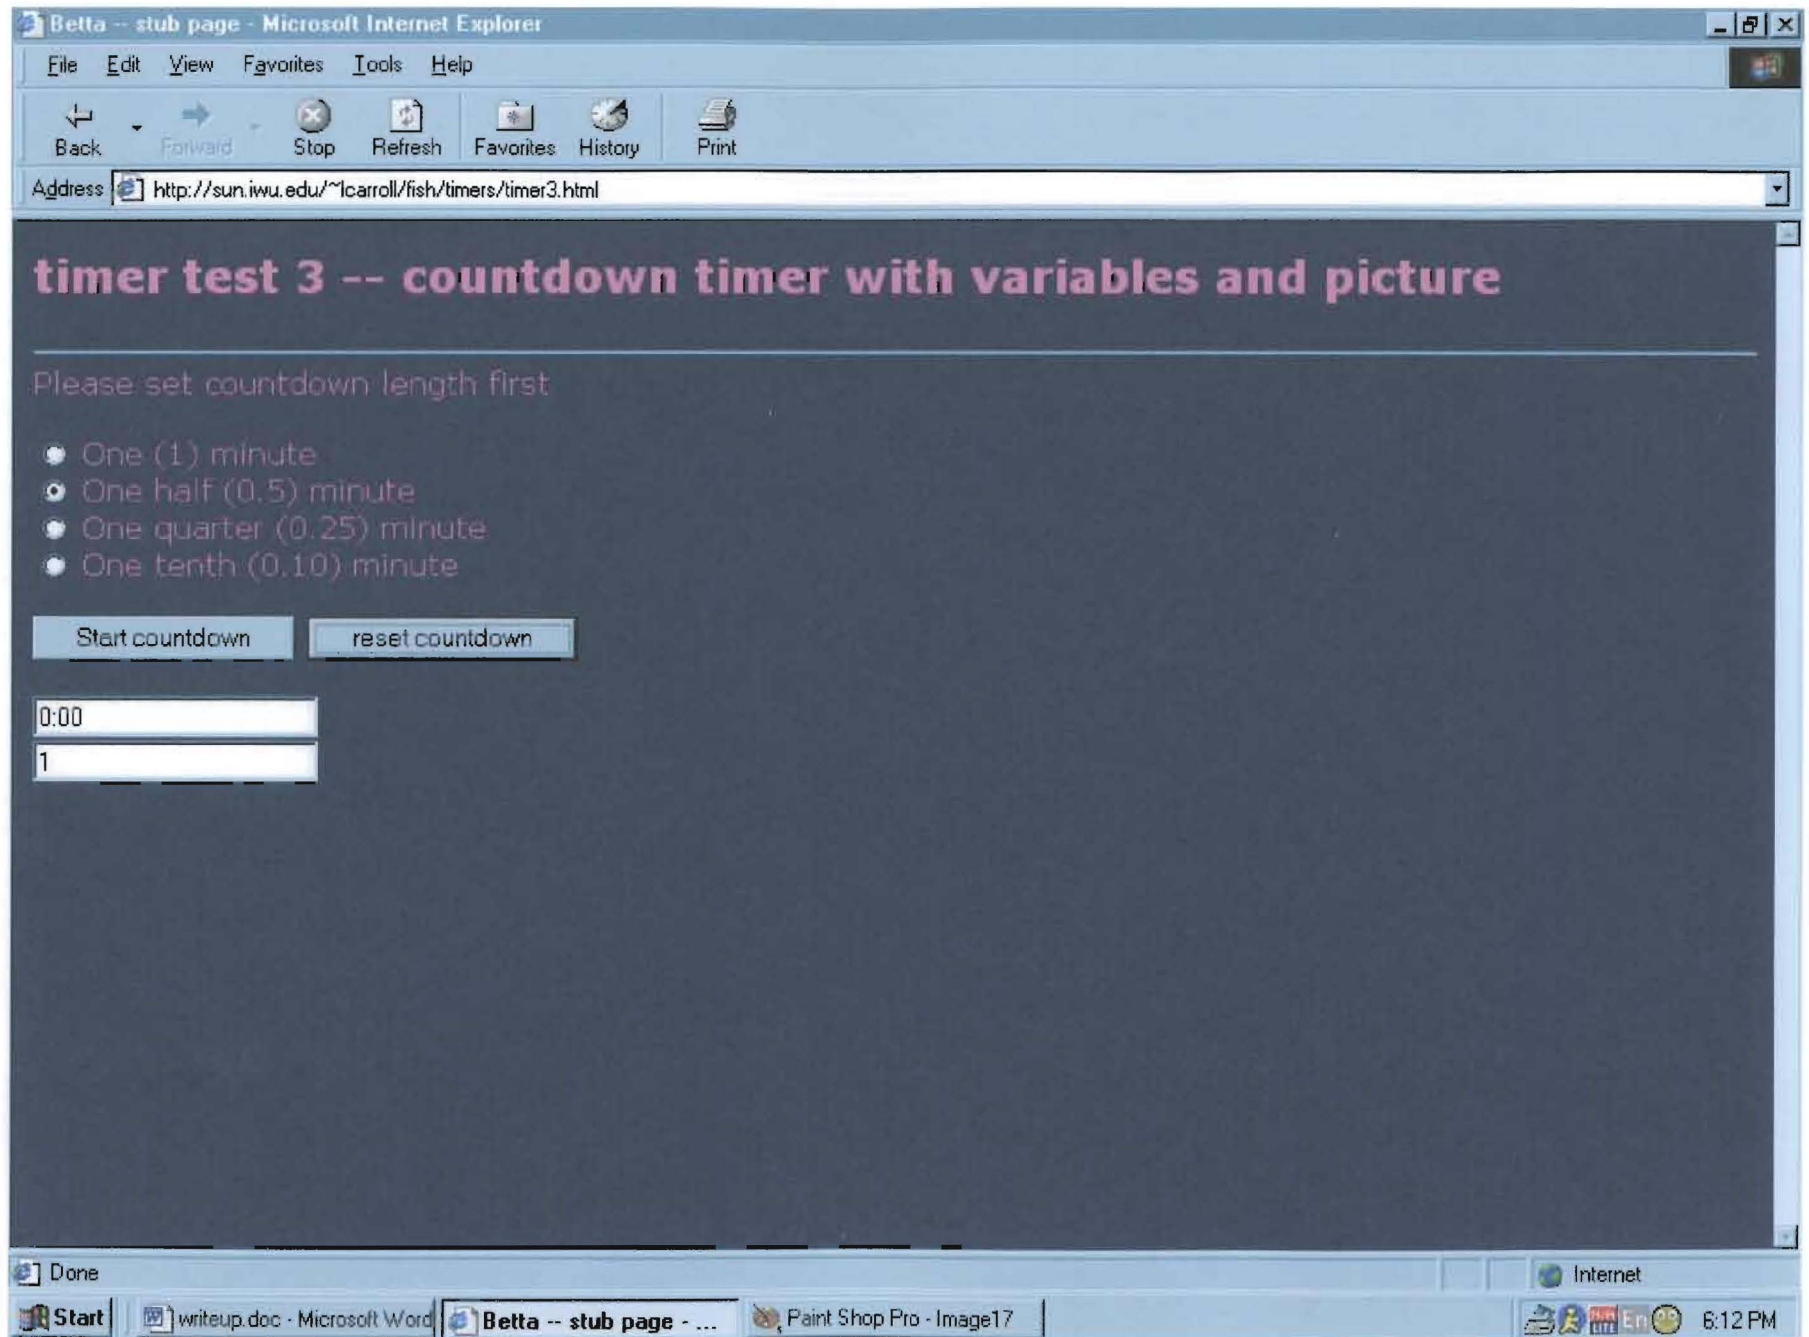 Betta -- stub page - Microsoft Internet Explorer
File Edit View Favorites Tools Help
Back Forward Stop Refresh Favorites History Print
Address http://sun.iwu.edu/~lcarroll/fish/timers/timer3.html
timer test 3 -- countdown timer with variables and picture
Please set countdown length first
One (1) minute
One half (0.5) minute
One quarter (0.25) minute
One tenth (0.10) minute
Start countdown reset countdown
0:00
1
Done Internet
Start writeup.doc - Microsoft Word Betta -- stub page - ... Paint Shop Pro - Image17 En 6:12 PM